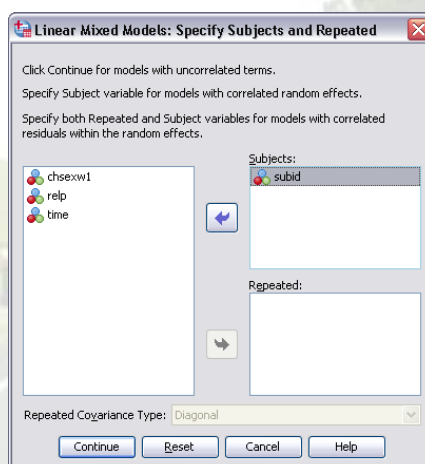 Linear Mixed Models: Specify Subjects and Repeated
Click Continue for models with uncorrelated terms.
Specify Subject variable for models with correlated random effects.
Specify both Repeated and Subject variables for models with correlated
residuals within the random effects.
Subjects:
chsexw1
relp
time
subid
Repeated:
Repeated Covariance Type: Diagonal
Continue Reset Cancel Help